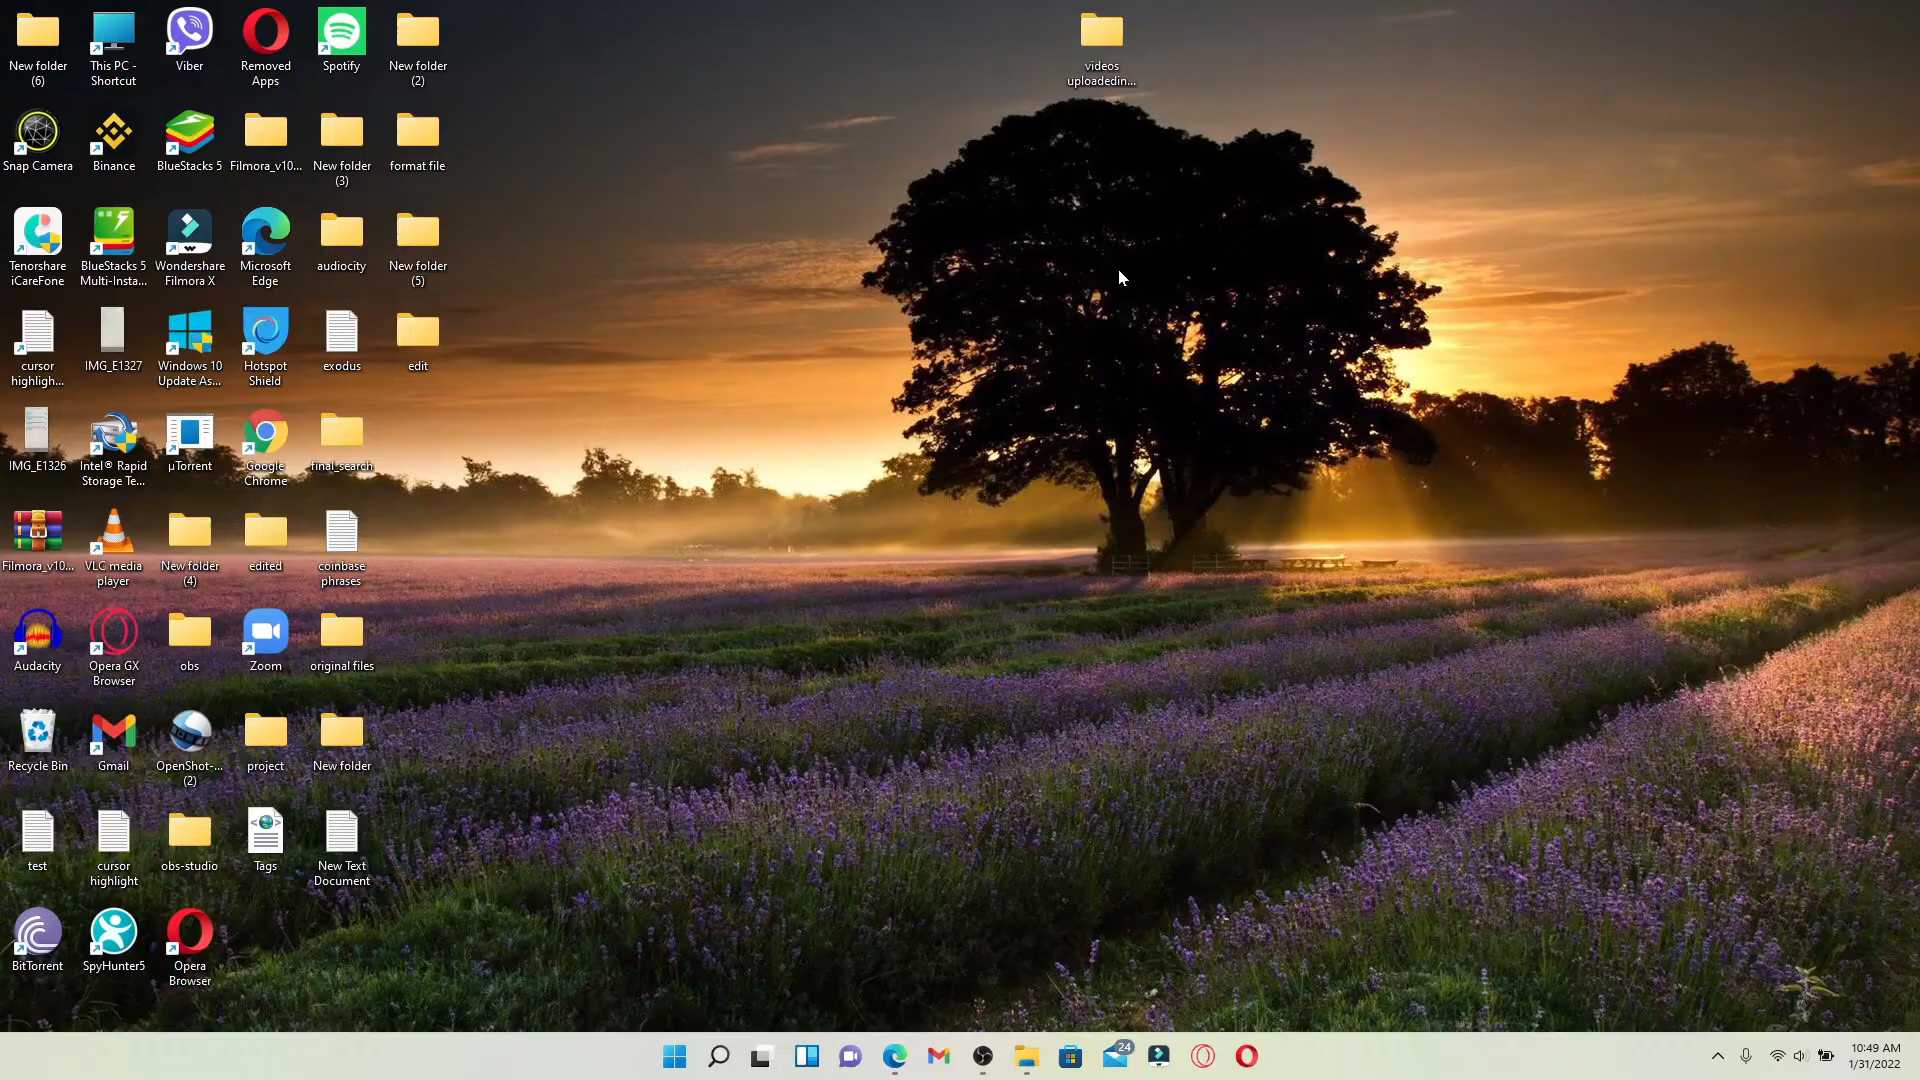 New folder
(6)
This PC -
Shortcut
Viber
Removed
Apps
Spotify
New folder
(2)
videos
uploadedin...
Snap Camera
Binance
BlueStacks 5
Filmora_v10...
New folder
(3)
format file
Tenorshare
iCareFone
BlueStacks 5
Multi-Insta...
Wondershare
Filmora X
Microsoft
Edge
audiocity
New folder
(5)
cursor
highligh...
IMG_E1327
Windows 10
Update As...
Hotspot
Shield
exodus
edit
IMG_E1326
Intel® Rapid
Storage Te...
µTorrent
Google
Chrome
final_search
Filmora_v10...
VLC media
player
New folder
(4)
edited
coinbase
phrases
Audacity
Opera GX
Browser
obs
Zoom
original files
Recycle Bin
Gmail
OpenShot-...
(2)
project
New folder
test
cursor
highlight
obs-studio
Tags
New Text
Document
BitTorrent
SpyHunter5
Opera
Browser
24
10:49 AM
1/31/2022